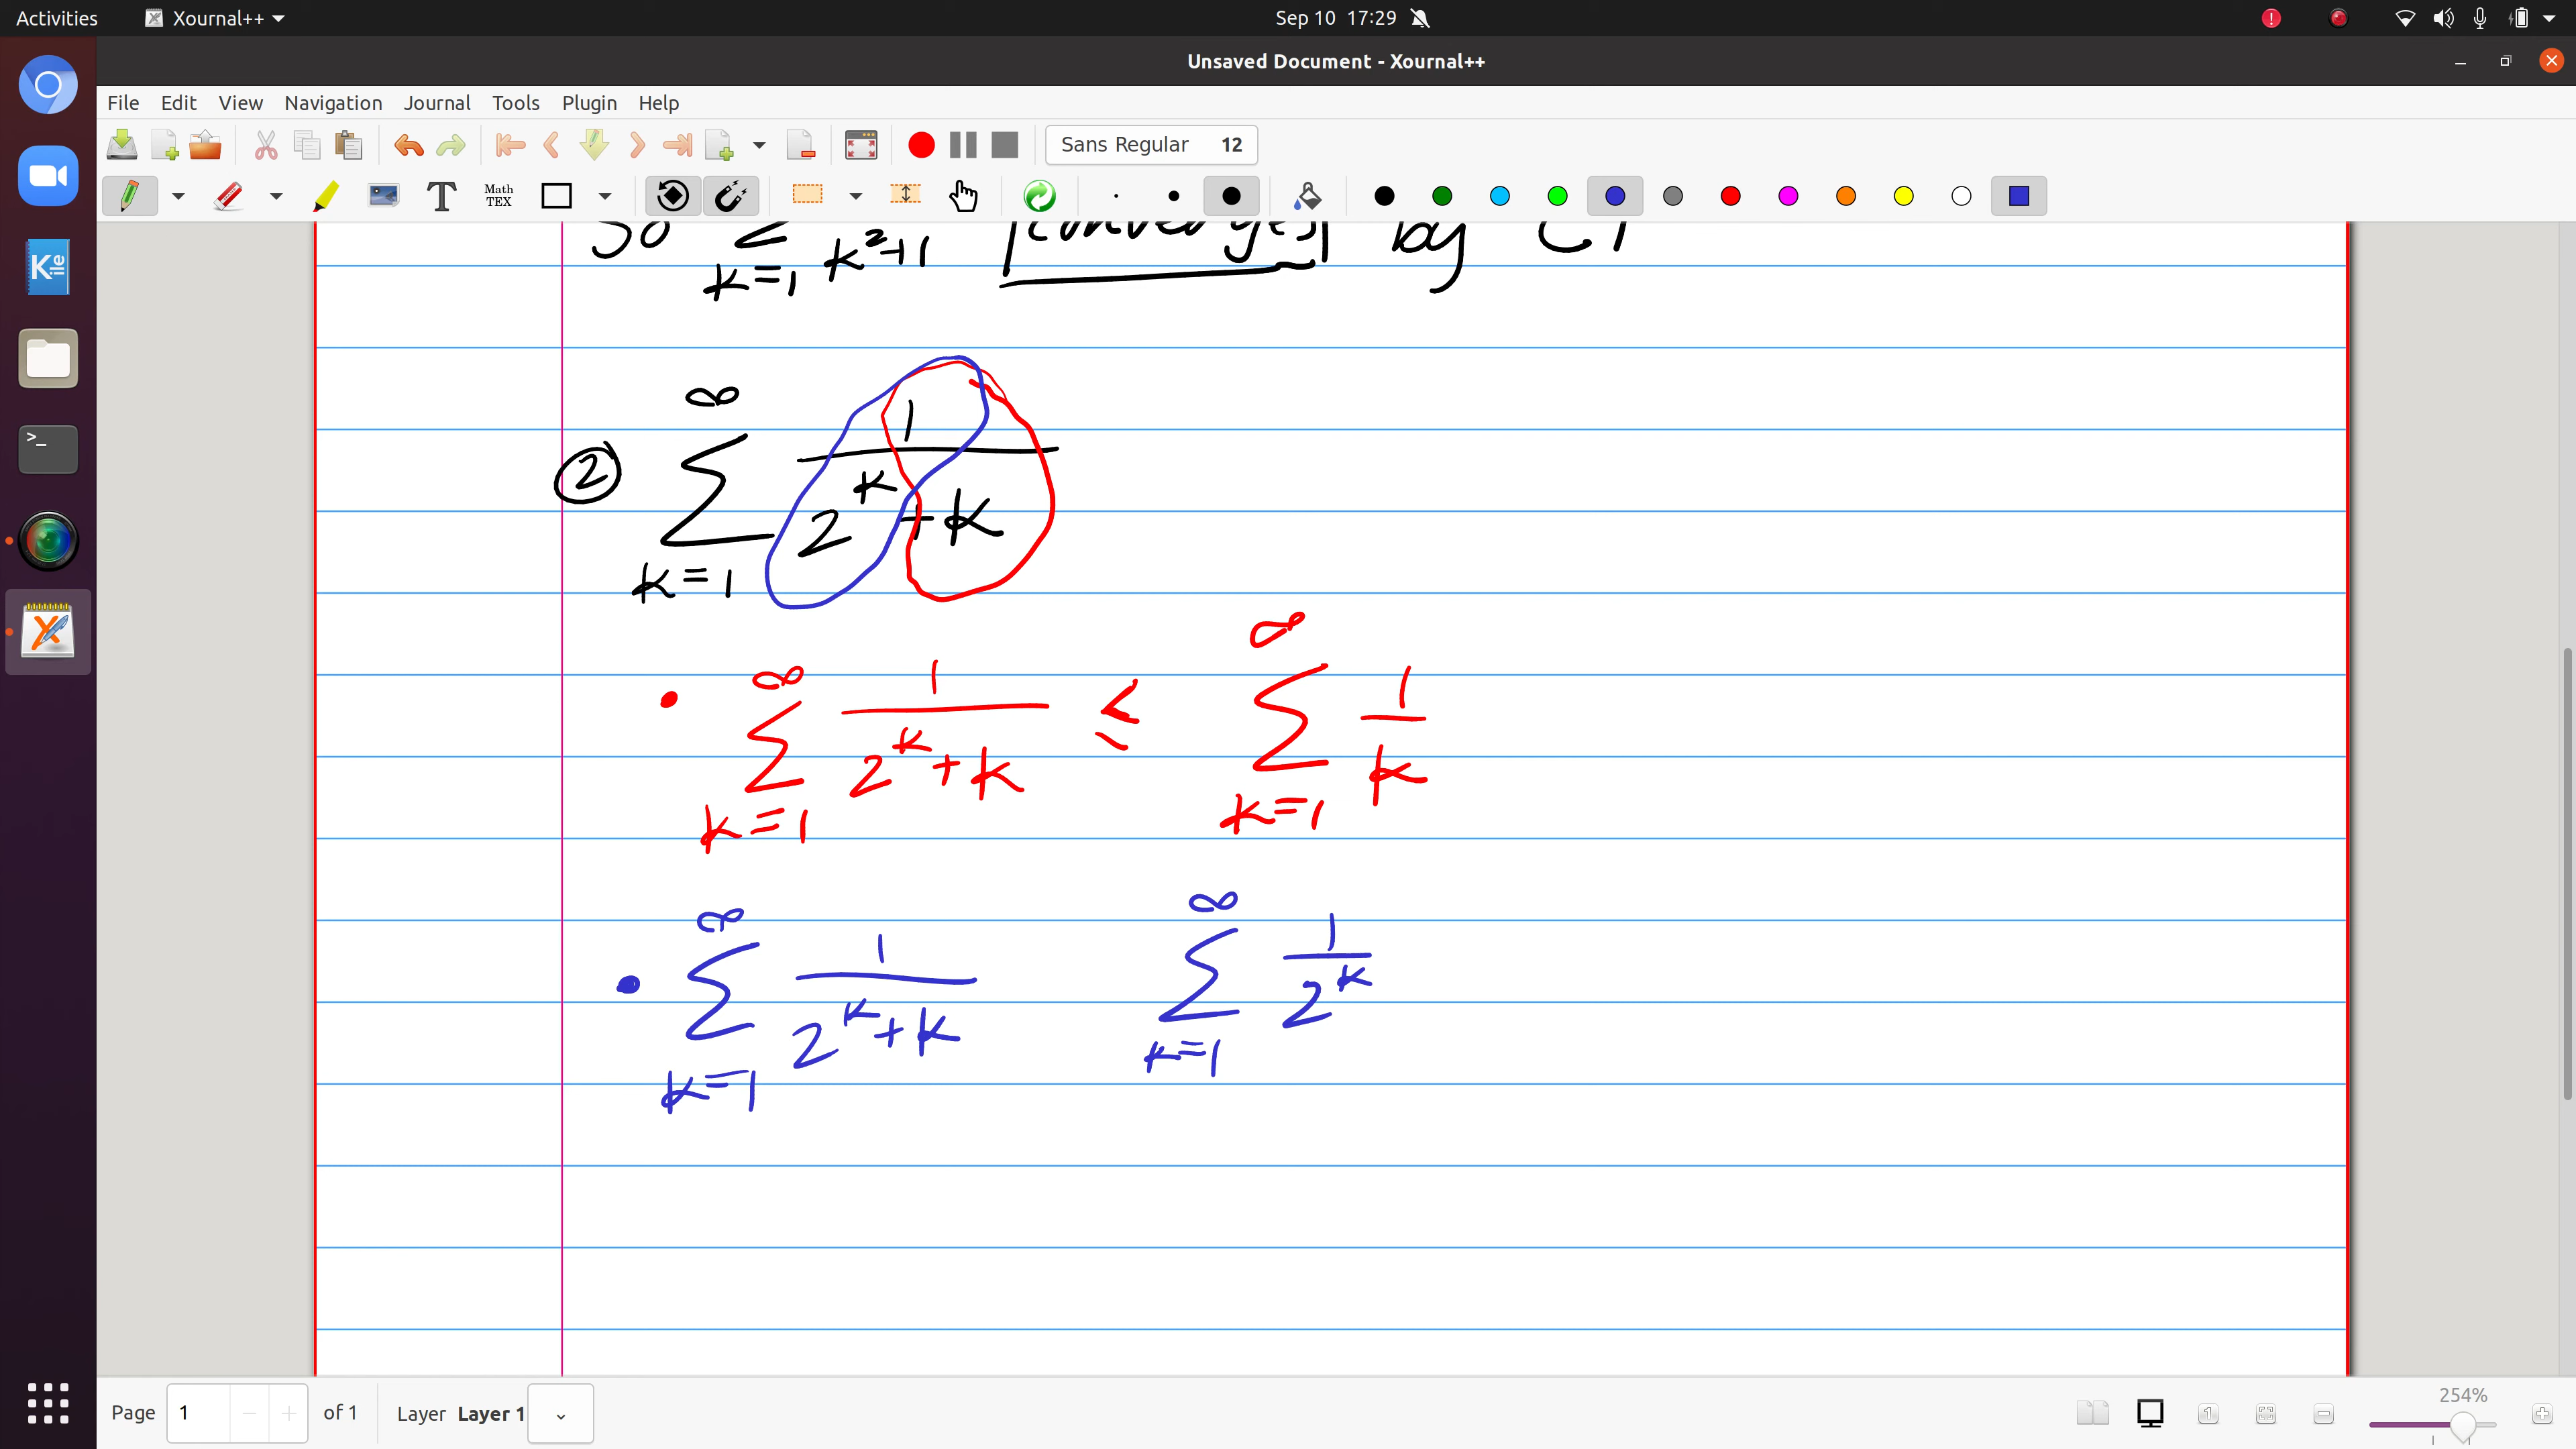 Activities Xournal++ Sep 10 17:29
Unsaved Document - Xournal++
File Edit View Navigation Journal Tools Plugin Help
Sans Regular 12
Math
TEX
So ∑ k=1 k²+1 converges by CT
② ∑_{k=1}^{∞} 1/(2^k + k)
• ∑_{k=1}^{∞} 1/(2^k + k) ≤ ∑_{k=1}^{∞} 1/k
• ∑_{k=1}^{∞} 1/(2^k + k) ∑_{k=1}^{∞} 1/2^k
Page 1 of 1 Layer Layer 1 254%